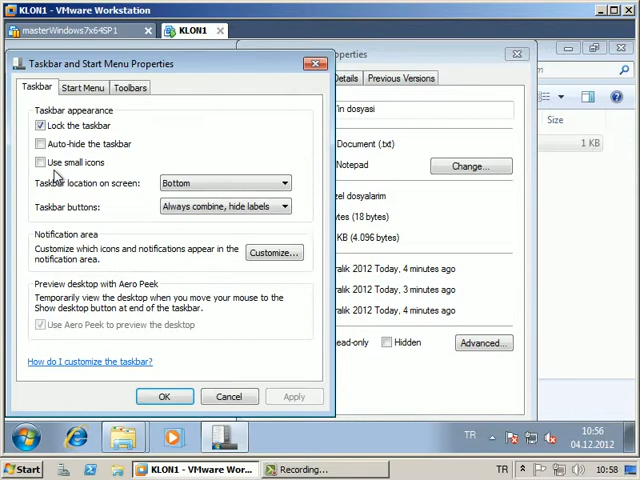 KLON1 - VMware Workstation
masterWindows7x64SP1
KLON1
Taskbar and Start Menu Properties
Taskbar
Start Menu
Toolbars
Taskbar appearance
Lock the taskbar
Auto-hide the taskbar
Use small icons
Taskbar location on screen:
Bottom
Taskbar buttons:
Always combine, hide labels
Notification area
Customize which icons and notifications appear in the
notification area.
Customize...
Preview desktop with Aero Peek
Temporarily view the desktop when you move your mouse to the
Show desktop button at end of the taskbar.
Use Aero Peek to preview the desktop
How do I customize the taskbar?
OK
Cancel
Apply
Properties
Details
Previous Versions
'in dosyasi
Document (.txt)
Notepad
Change...
zel dosyalarim
ytes (18 bytes)
KB (4.096 bytes)
ralık 2012 Today, 4 minutes ago
ralık 2012 Today, 3 minutes ago
ralık 2012 Today, 4 minutes ago
ead-only
Hidden
Advanced...
Size
1 KB
TR
10:56
04.12.2012
Start
KLON1 - VMware Wor...
Recording...
TR
10:58